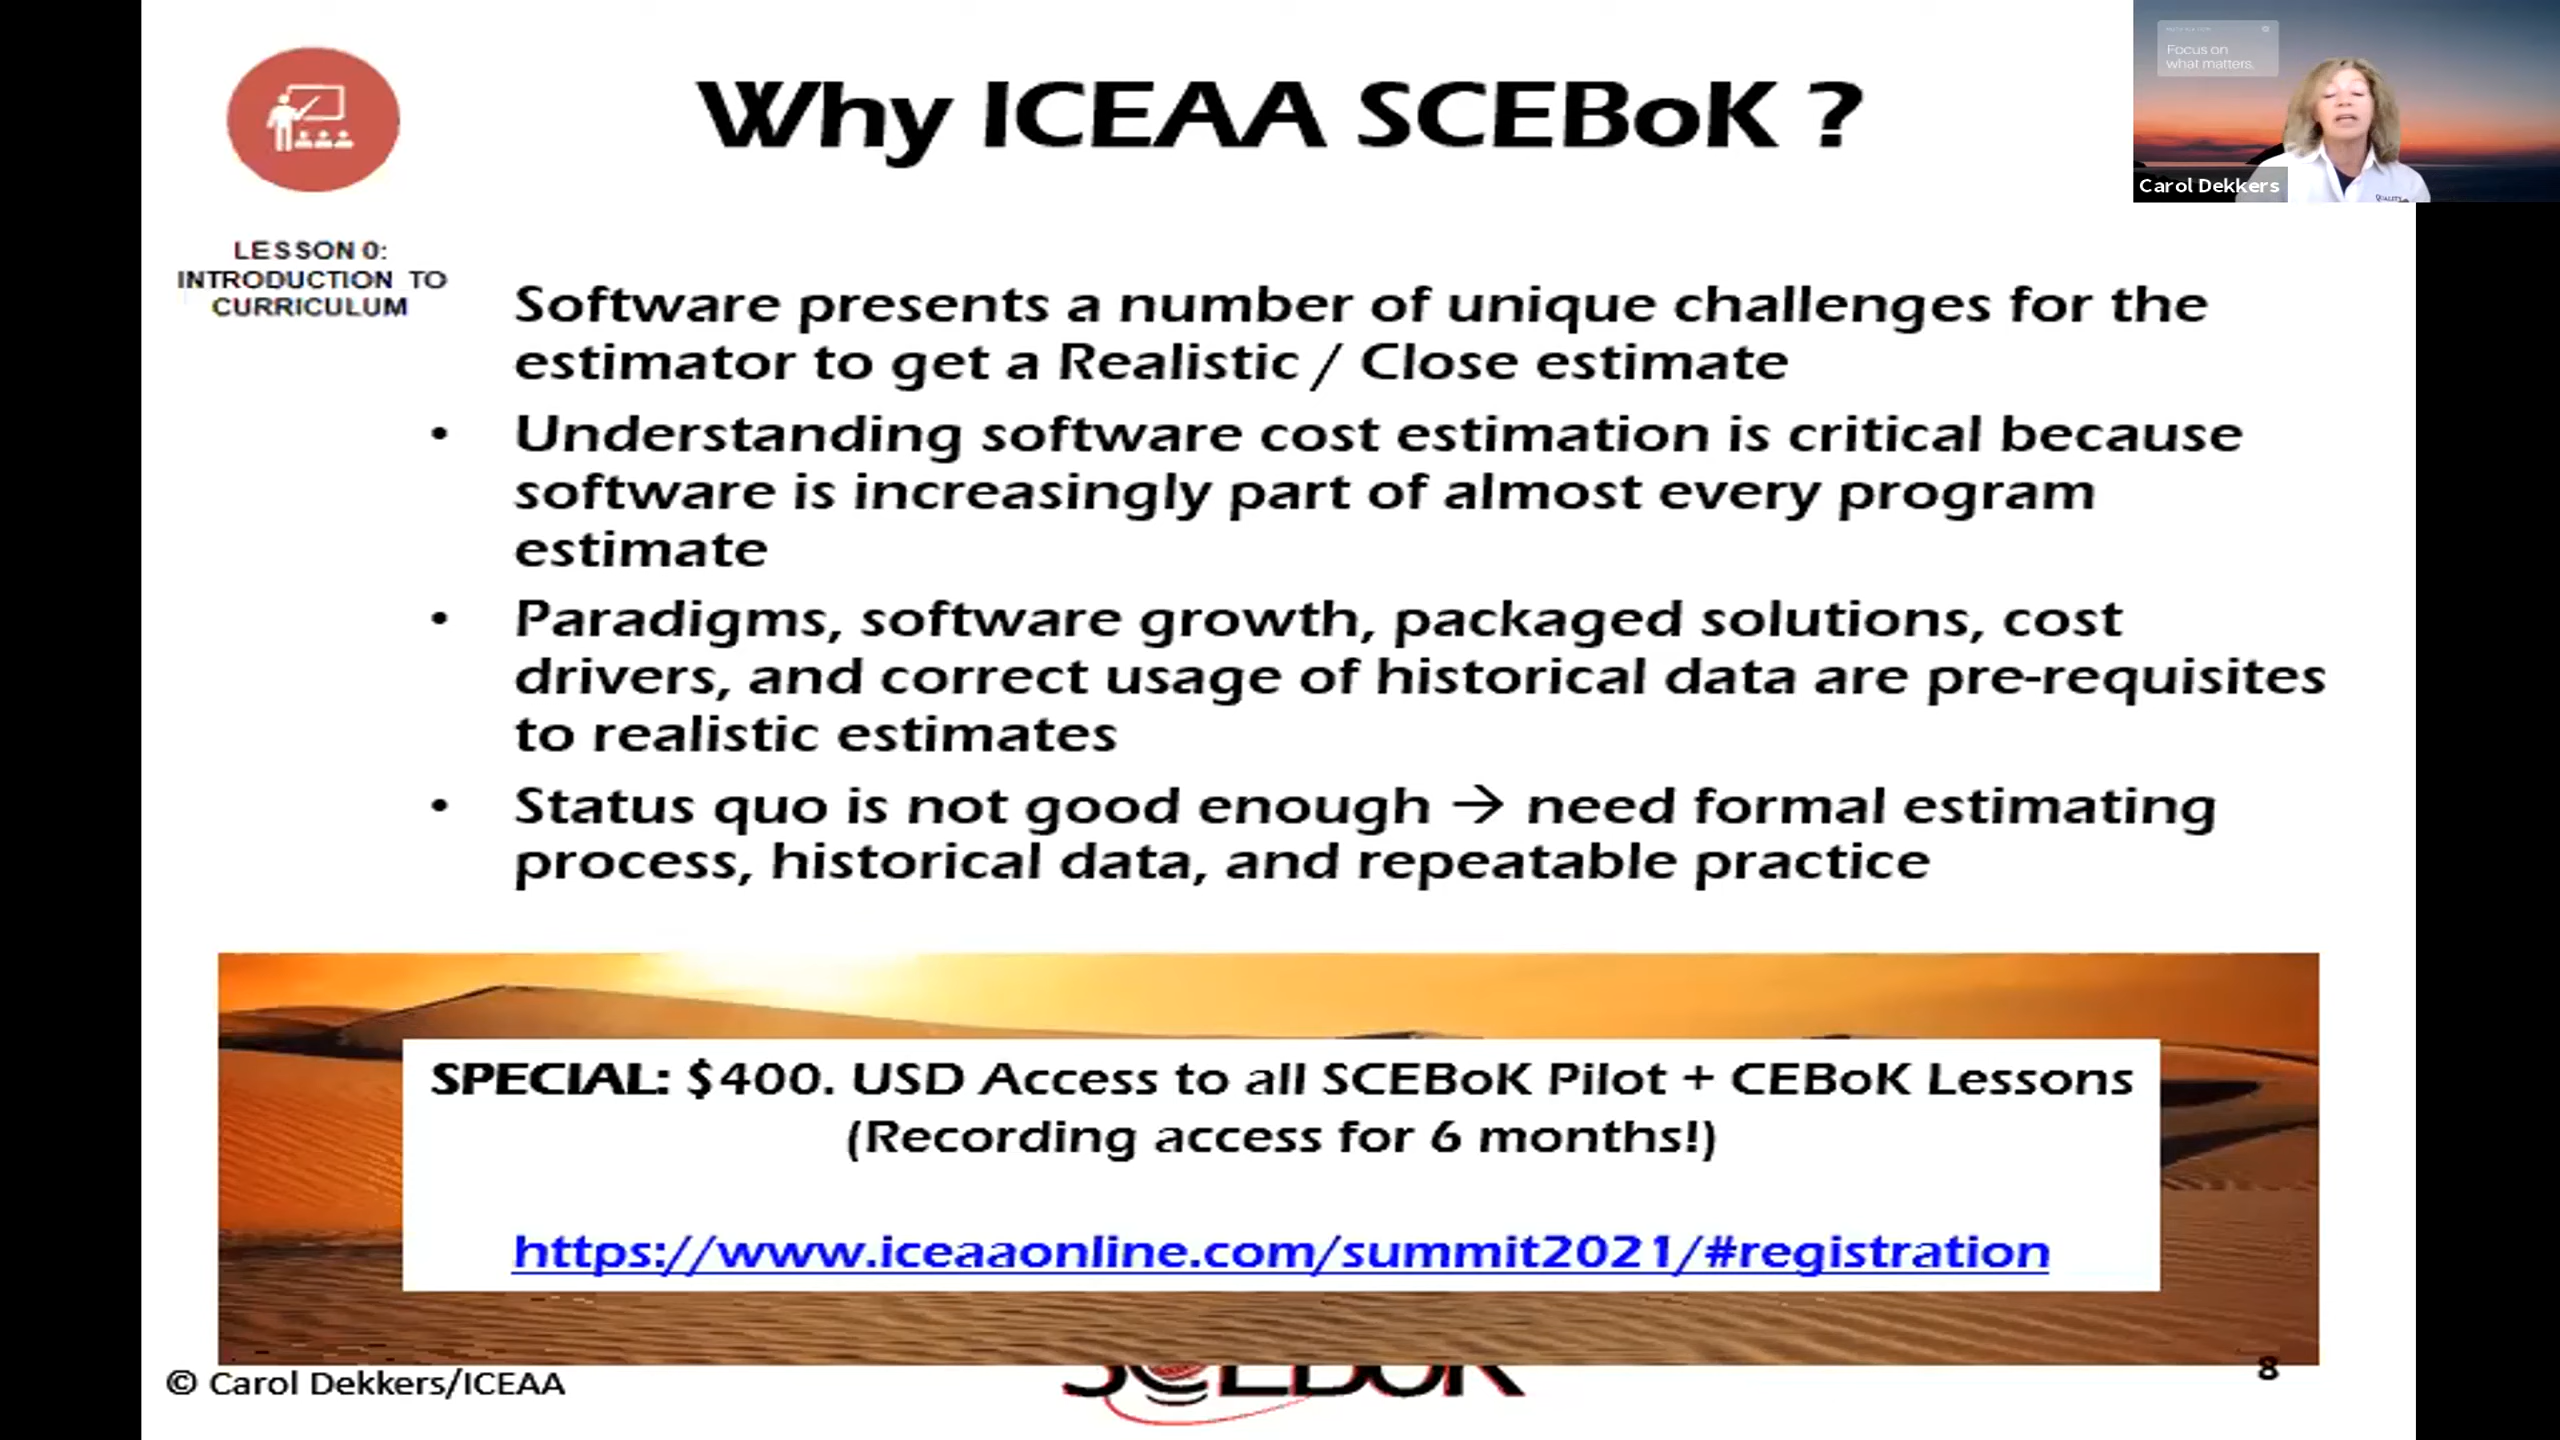 Why ICEAA SCEBoK ?
Focus on
what matters.
Carol Dekkers
QUALITY
LESSON 0:
INTRODUCTION TO
CURRICULUM
Software presents a number of unique challenges for the
estimator to get a Realistic / Close estimate
• Understanding software cost estimation is critical because
software is increasingly part of almost every program
estimate
• Paradigms, software growth, packaged solutions, cost
drivers, and correct usage of historical data are pre-requisites
to realistic estimates
• Status quo is not good enough → need formal estimating
process, historical data, and repeatable practice
SPECIAL: $400. USD Access to all SCEBoK Pilot + CEBoK Lessons
(Recording access for 6 months!)
https://www.iceaaonline.com/summit2021/#registration
© Carol Dekkers/ICEAA
SCEBoK
8